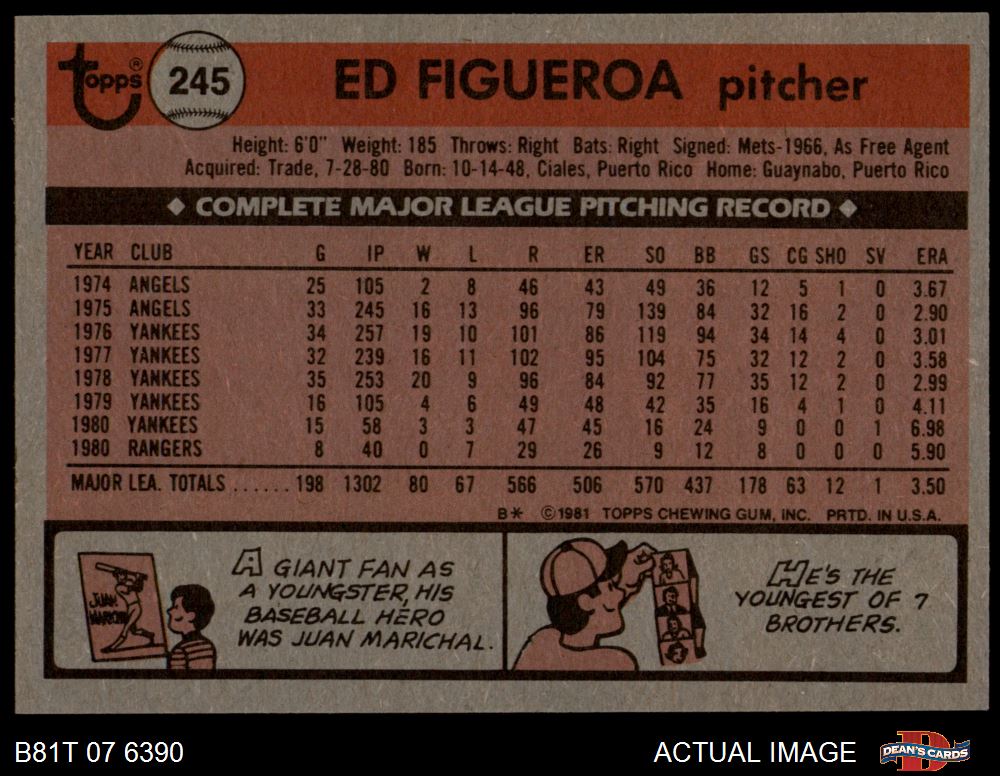 topps® 245 ED FIGUEROA pitcher
Height: 6'0" Weight: 185 Throws: Right Bats: Right Signed: Mets-1966, As Free Agent
Acquired: Trade, 7-28-80 Born: 10-14-48, Ciales, Puerto Rico Home: Guaynabo, Puerto Rico
◆ COMPLETE MAJOR LEAGUE PITCHING RECORD ◆
YEAR CLUB G IP W L R ER SO BB GS CG SHO SV ERA
1974 ANGELS 25 105 2 8 46 43 49 36 12 5 1 0 3.67
1975 ANGELS 33 245 16 13 96 79 139 84 32 16 2 0 2.90
1976 YANKEES 34 257 19 10 101 86 119 94 34 14 4 0 3.01
1977 YANKEES 32 239 16 11 102 95 104 75 32 12 2 0 3.58
1978 YANKEES 35 253 20 9 96 84 92 77 35 12 2 0 2.99
1979 YANKEES 16 105 4 6 49 48 42 35 16 4 1 0 4.11
1980 YANKEES 15 58 3 3 47 45 16 24 9 0 0 1 6.98
1980 RANGERS 8 40 0 7 29 26 9 12 8 0 0 0 5.90
MAJOR LEA. TOTALS ...... 198 1302 80 67 566 506 570 437 178 63 12 1 3.50
B* ©1981 TOPPS CHEWING GUM, INC. PRTD. IN U.S.A.
JUAN
MARICHAL
A GIANT FAN AS
A YOUNGSTER, HIS
BASEBALL HERO
WAS JUAN MARICHAL.
HE'S THE
YOUNGEST OF 7
BROTHERS.
B81T 07 6390
ACTUAL IMAGE
DEAN'S CARDS